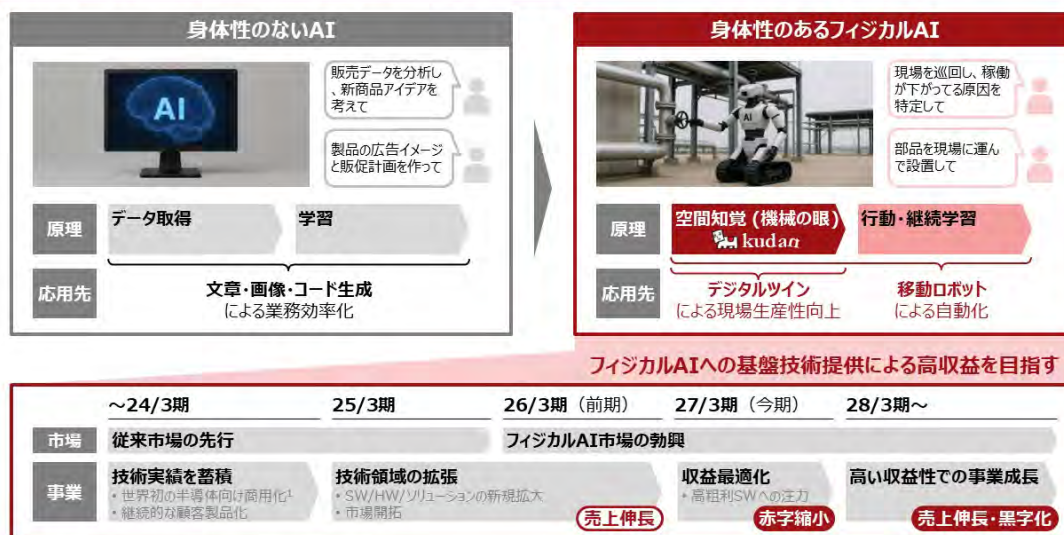 身体性のないAI
AI
販売データを分析し
、新商品アイデアを
考えて
製品の広告イメージ
と販促計画を作って
原理
データ取得
学習
応用先
文章・画像・コード生成
による業務効率化
身体性のあるフィジカルAI
AI
現場を巡回し、稼働
が下がってる原因を
特定して
部品を現場に運ん
で設置して
原理
空間知覚 (機械の眼)
kudan
行動・継続学習
応用先
デジタルツイン
による現場生産性向上
移動ロボット
による自動化
フィジカルAIへの基盤技術提供による高収益を目指す
～24/3期
25/3期
26/3期（前期）
27/3期（今期）
28/3期～
市場
従来市場の先行
フィジカルAI市場の勃興
事業
技術実績を蓄積
・世界初の半導体向け商用化1
・継続的な顧客製品化
技術領域の拡張
・SW/HW/ソリューションの新規拡大
・市場開拓
売上伸長
収益最適化
・高粗利SWへの注力
赤字縮小
高い収益性での事業成長
売上伸長・黒字化